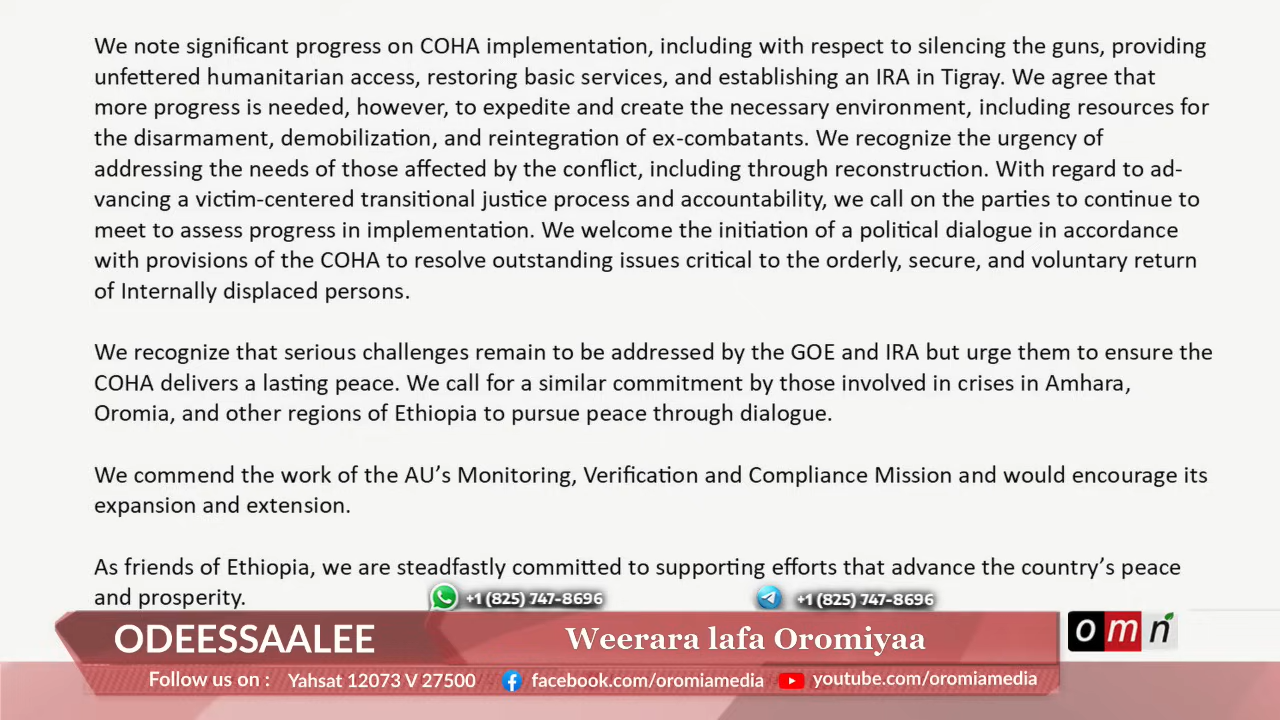 We note significant progress on COHA implementation, including with respect to silencing the guns, providing
unfettered humanitarian access, restoring basic services, and establishing an IRA in Tigray. We agree that
more progress is needed, however, to expedite and create the necessary environment, including resources for
the disarmament, demobilization, and reintegration of ex-combatants. We recognize the urgency of
addressing the needs of those affected by the conflict, including through reconstruction. With regard to ad-
vancing a victim-centered transitional justice process and accountability, we call on the parties to continue to
meet to assess progress in implementation. We welcome the initiation of a political dialogue in accordance
with provisions of the COHA to resolve outstanding issues critical to the orderly, secure, and voluntary return
of Internally displaced persons.
We recognize that serious challenges remain to be addressed by the GOE and IRA but urge them to ensure the
COHA delivers a lasting peace. We call for a similar commitment by those involved in crises in Amhara,
Oromia, and other regions of Ethiopia to pursue peace through dialogue.
We commend the work of the AU’s Monitoring, Verification and Compliance Mission and would encourage its
expansion and extension.
As friends of Ethiopia, we are steadfastly committed to supporting efforts that advance the country’s peace
and prosperity.
+1 (825) 747-8696
+1 (825) 747-8696
ODEESSAALEE
Weerara lafa Oromiyaa
omn
Follow us on : Yahsat 12073 V 27500 facebook.com/oromiamedia youtube.com/oromiamedia